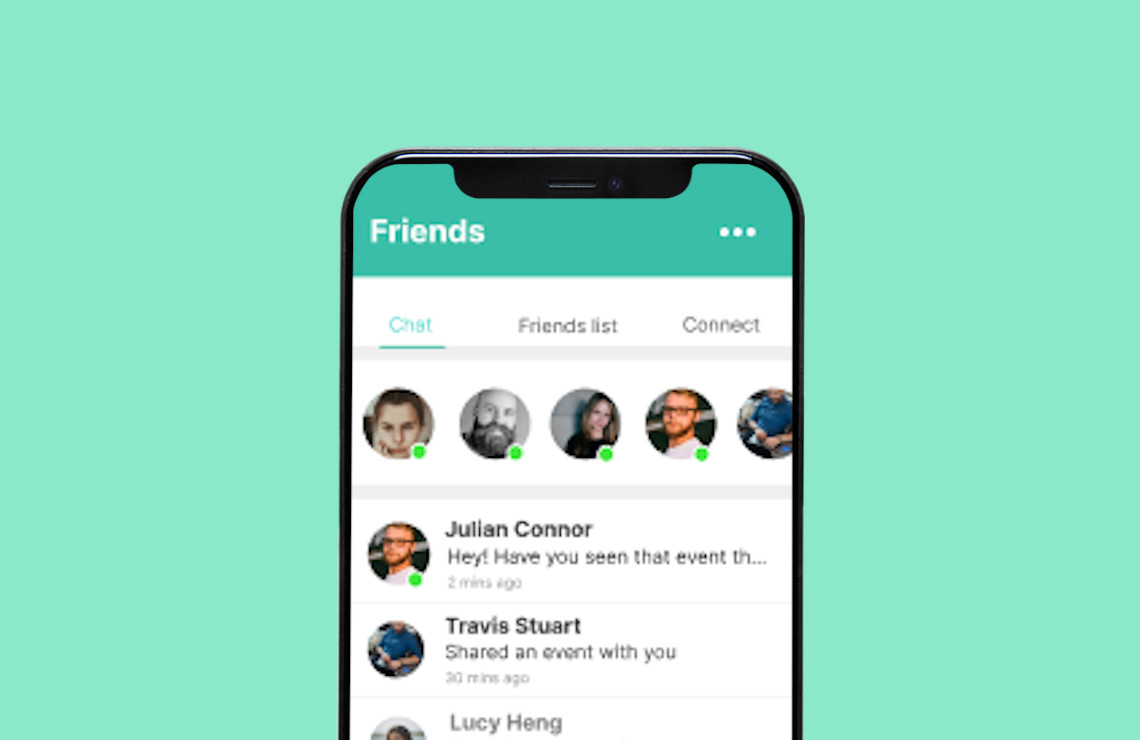 Friends
Chat Friends list Connect
Julian Connor
Hey! Have you seen that event th...
2 mins ago
Travis Stuart
Shared an event with you
30 mins ago
Lucy Heng